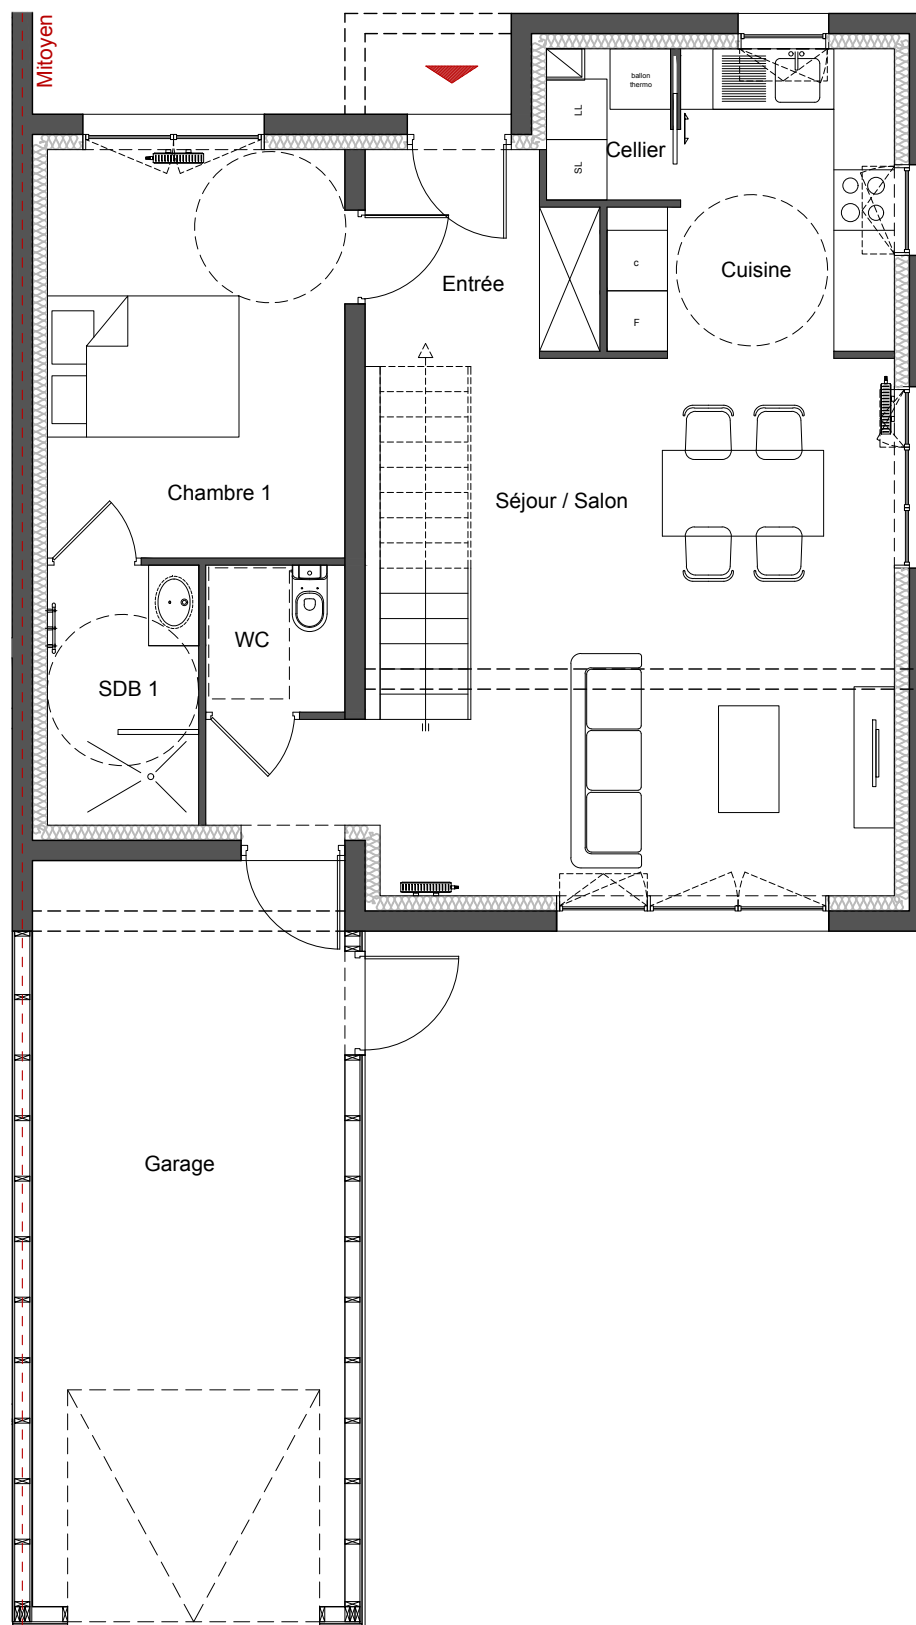 Mitoyen
ballon
thermo
LL
Cellier
SL
Entrée
Cuisine
C
F
Chambre 1
Séjour / Salon
WC
SDB 1
Garage